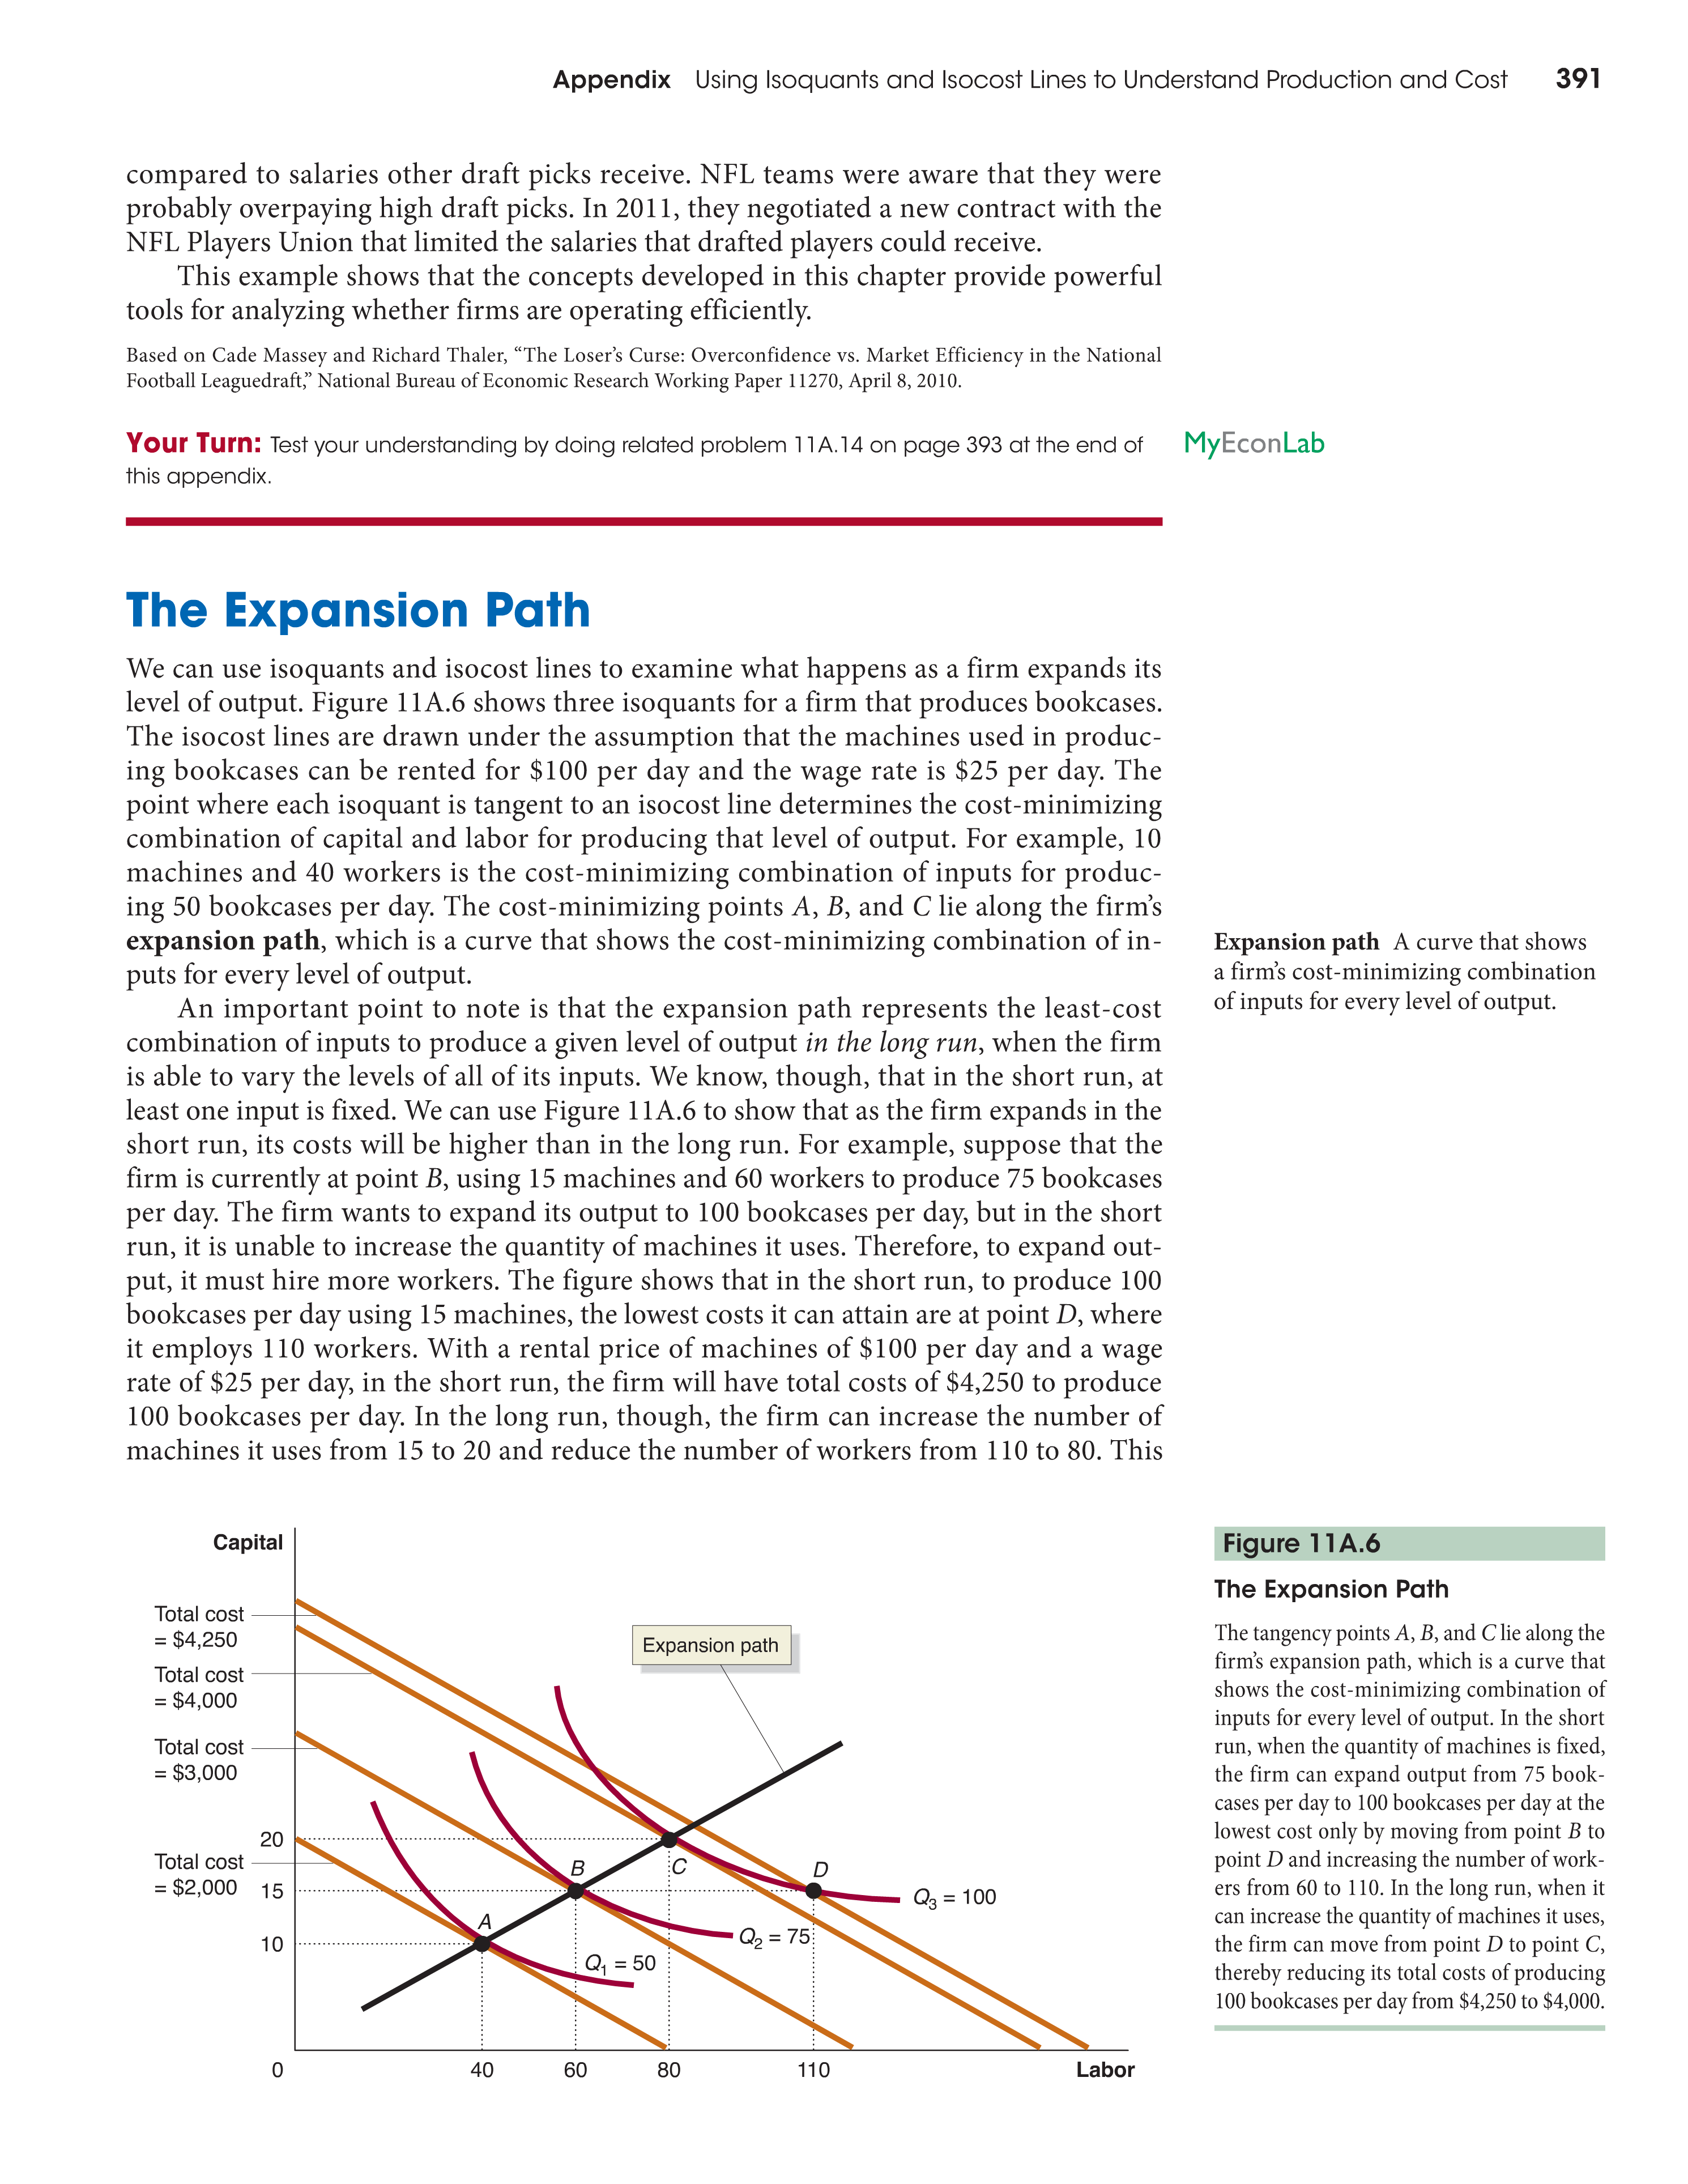 Appendix Using Isoquants and Isocost Lines to Understand Production and Cost 391
compared to salaries other draft picks receive. NFL teams were aware that they were
probably overpaying high draft picks. In 2011, they negotiated a new contract with the
NFL Players Union that limited the salaries that drafted players could receive.
This example shows that the concepts developed in this chapter provide powerful
tools for analyzing whether firms are operating efficiently.
Based on Cade Massey and Richard Thaler, “The Loser’s Curse: Overconfidence vs. Market Efficiency in the National
Football Leaguedraft,” National Bureau of Economic Research Working Paper 11270, April 8, 2010.
Your Turn: Test your understanding by doing related problem 11A.14 on page 393 at the end of
this appendix.
MyEconLab
The Expansion Path
We can use isoquants and isocost lines to examine what happens as a firm expands its
level of output. Figure 11A.6 shows three isoquants for a firm that produces bookcases.
The isocost lines are drawn under the assumption that the machines used in produc-
ing bookcases can be rented for $100 per day and the wage rate is $25 per day. The
point where each isoquant is tangent to an isocost line determines the cost-minimizing
combination of capital and labor for producing that level of output. For example, 10
machines and 40 workers is the cost-minimizing combination of inputs for produc-
ing 50 bookcases per day. The cost-minimizing points A, B, and C lie along the firm’s
expansion path, which is a curve that shows the cost-minimizing combination of in-
puts for every level of output.
Expansion path A curve that shows
a firm’s cost-minimizing combination
of inputs for every level of output.
An important point to note is that the expansion path represents the least-cost
combination of inputs to produce a given level of output in the long run, when the firm
is able to vary the levels of all of its inputs. We know, though, that in the short run, at
least one input is fixed. We can use Figure 11A.6 to show that as the firm expands in the
short run, its costs will be higher than in the long run. For example, suppose that the
firm is currently at point B, using 15 machines and 60 workers to produce 75 bookcases
per day. The firm wants to expand its output to 100 bookcases per day, but in the short
run, it is unable to increase the quantity of machines it uses. Therefore, to expand out-
put, it must hire more workers. The figure shows that in the short run, to produce 100
bookcases per day using 15 machines, the lowest costs it can attain are at point D, where
it employs 110 workers. With a rental price of machines of $100 per day and a wage
rate of $25 per day, in the short run, the firm will have total costs of $4,250 to produce
100 bookcases per day. In the long run, though, the firm can increase the number of
machines it uses from 15 to 20 and reduce the number of workers from 110 to 80. This
Capital
Total cost
= $4,250
Total cost
= $4,000
Total cost
= $3,000
Total cost
= $2,000
Expansion path
20
15
10
A
B
C
D
Q3 = 100
Q2 = 75
Q1 = 50
0
40
60
80
110
Labor
Figure 11A.6
The Expansion Path
The tangency points A, B, and C lie along the
firm’s expansion path, which is a curve that
shows the cost-minimizing combination of
inputs for every level of output. In the short
run, when the quantity of machines is fixed,
the firm can expand output from 75 book-
cases per day to 100 bookcases per day at the
lowest cost only by moving from point B to
point D and increasing the number of work-
ers from 60 to 110. In the long run, when it
can increase the quantity of machines it uses,
the firm can move from point D to point C,
thereby reducing its total costs of producing
100 bookcases per day from $4,250 to $4,000.